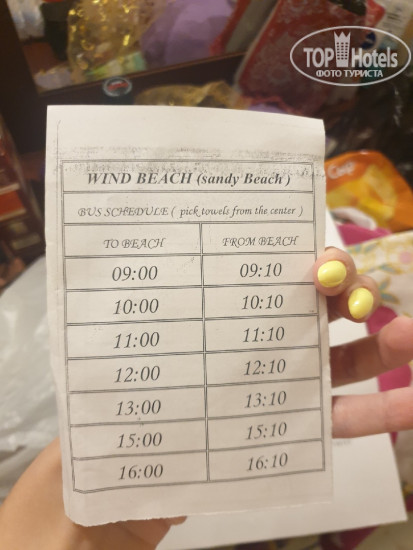 TOPHotels
ФОТО ТУРИСТА
WIND BEACH (sandy Beach )
BUS SCHEDULE ( pick towels from the center )
TO BEACH FROM BEACH
09:00 09:10
10:00 10:10
11:00 11:10
12:00 12:10
13:00 13:10
15:00 15:10
16:00 16:10